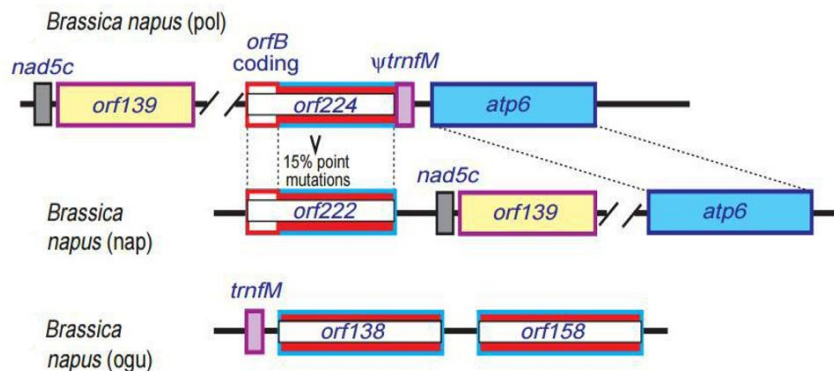 Brassica napus (pol)
orfB
coding
ψtrnfM
nad5c
orf139
orf224
atp6
15% point
mutations
nad5c
Brassica
napus (nap)
orf222
orf139
atp6
trnfM
Brassica
napus (ogu)
orf138
orf158